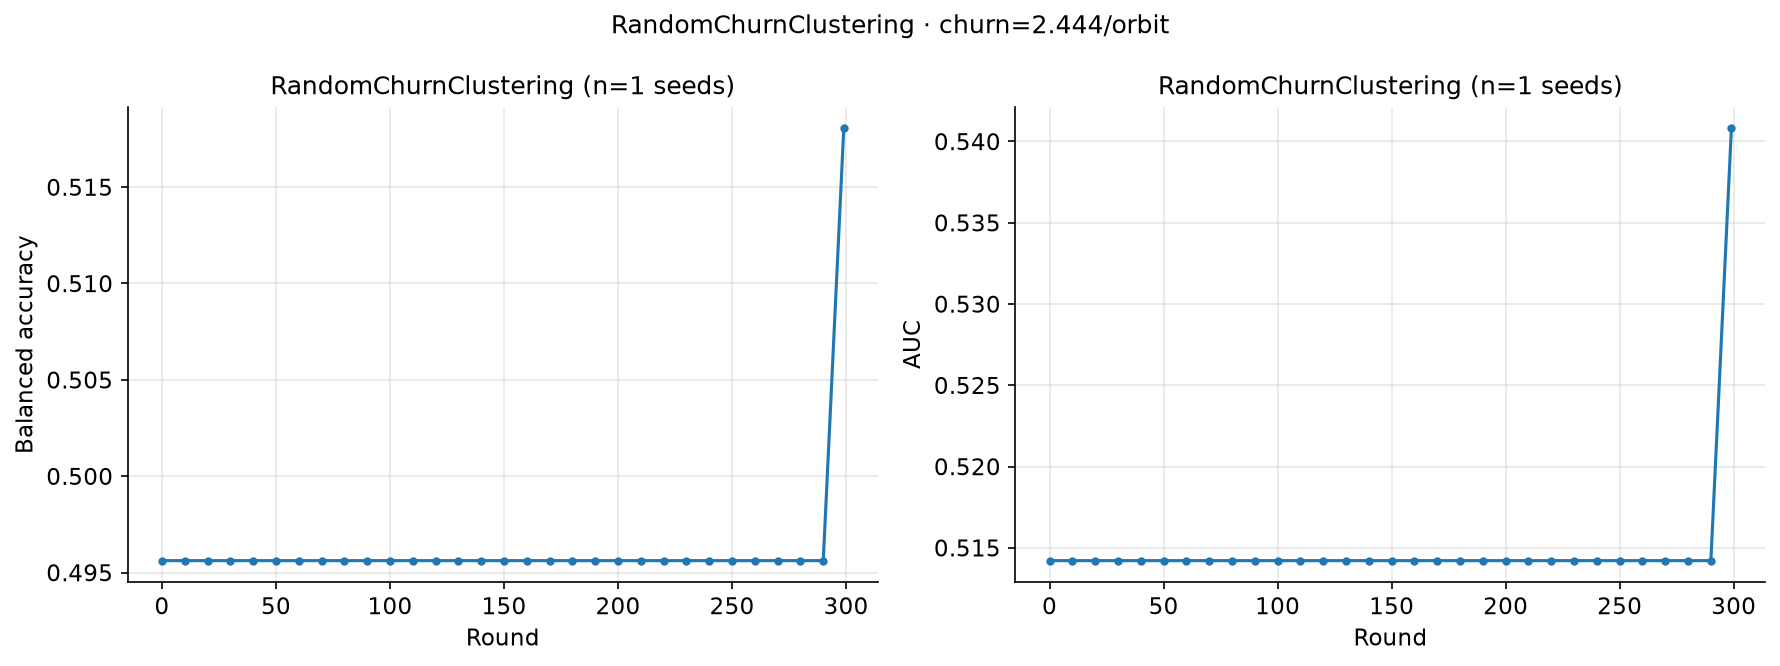 RandomChurnClustering · churn=2.444/orbit
RandomChurnClustering (n=1 seeds)
Balanced accuracy
0.515
0.510
0.505
0.500
0.495
0 50 100 150 200 250 300
Round
RandomChurnClustering (n=1 seeds)
AUC
0.540
0.535
0.530
0.525
0.520
0.515
0 50 100 150 200 250 300
Round